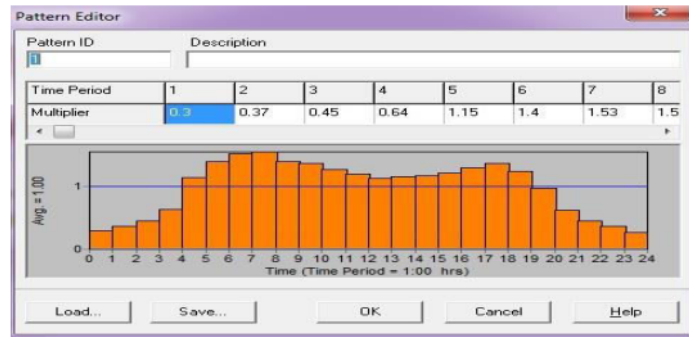 Pattern Editor
Pattern ID Description
1
Time Period 1 2 3 4 5 6 7 8
Multiplier 0.3 0.37 0.45 0.64 1.15 1.4 1.53 1.5
Avg. = 1.00
1
0
0 1 2 3 4 5 6 7 8 9 10 11 12 13 14 15 16 17 18 19 20 21 22 23 24
Time (Time Period = 1:00 hrs)
Load... Save... OK Cancel Help